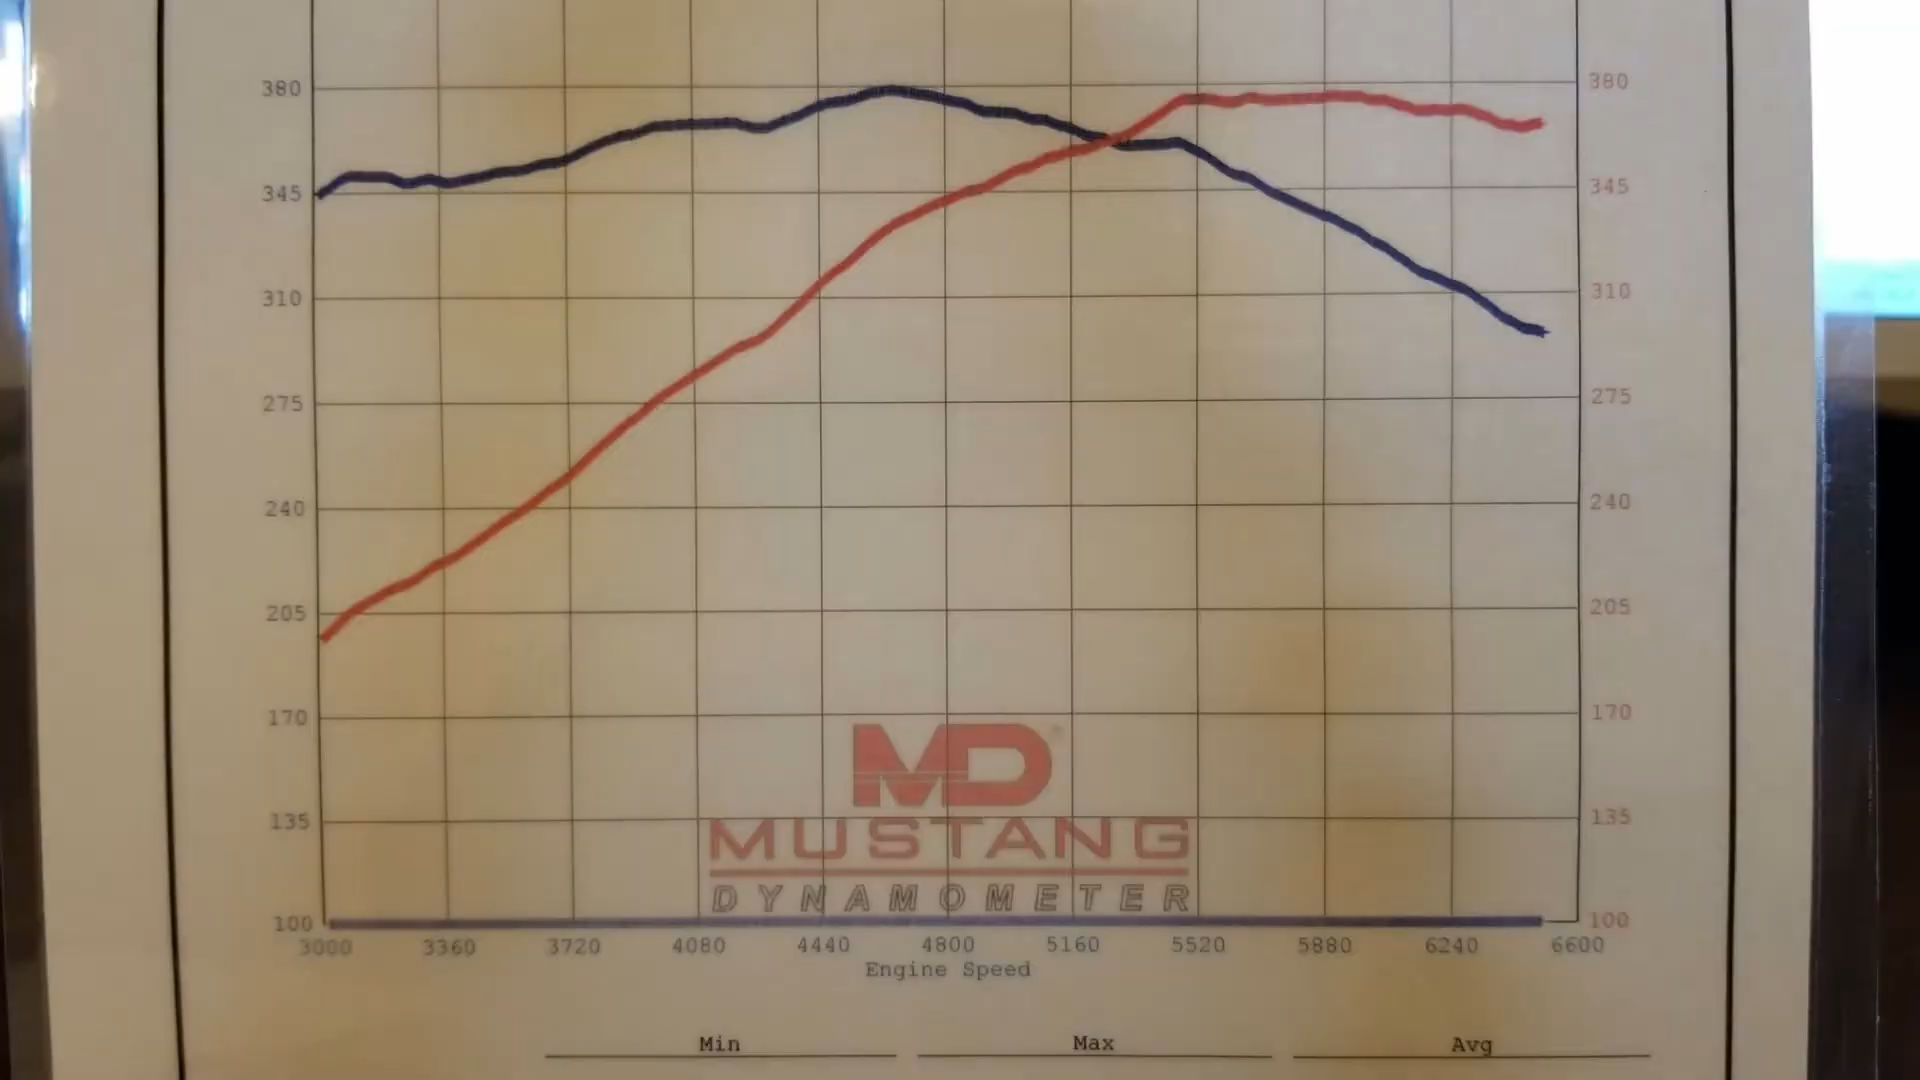 380 380
345 345
310 310
275 275
240 240
205 205
170 170
MD
135 135
MUSTANG
DYNAMOMETER
100 100
3000 3360 3720 4080 4440 4800 5160 5520 5880 6240 6600
Engine Speed
Min Max Avg